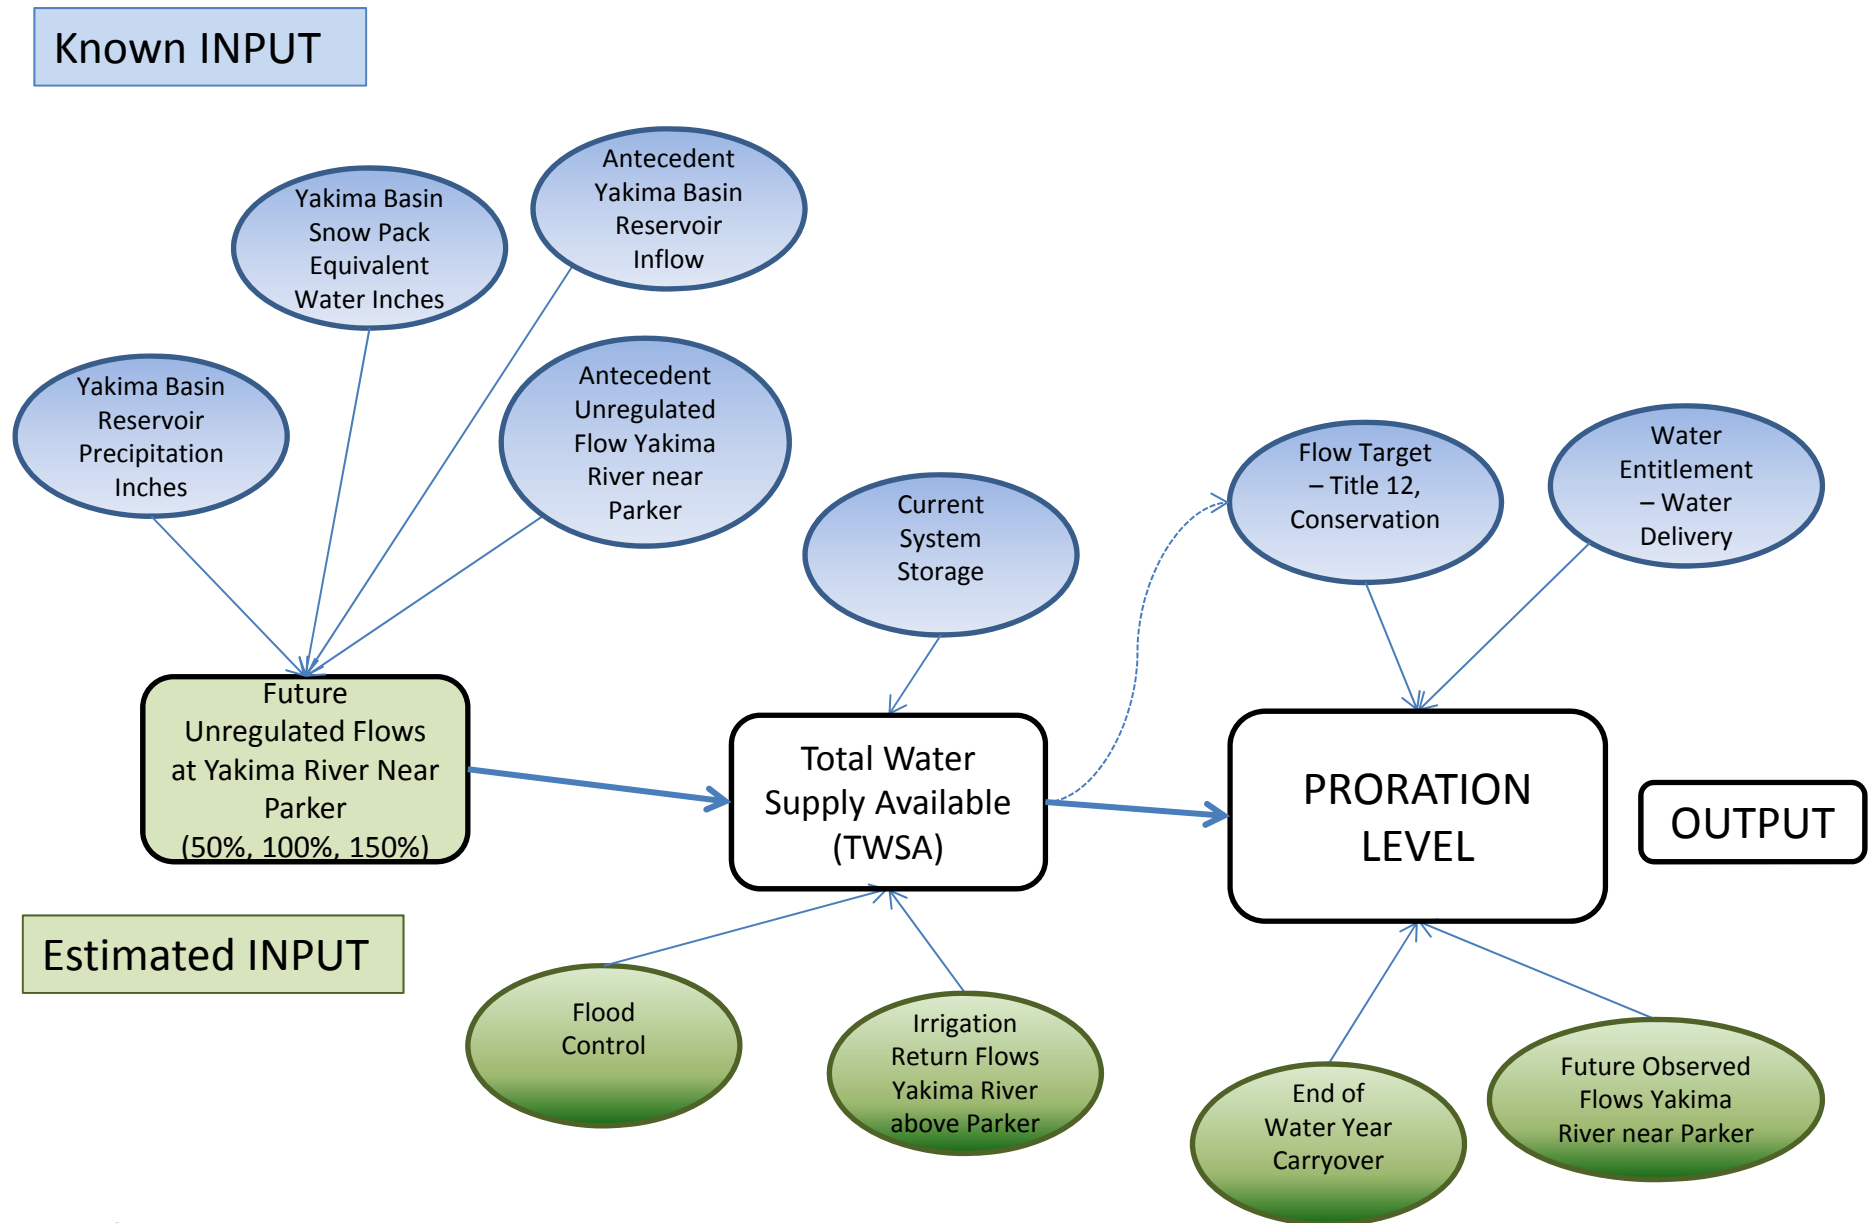 Known INPUT
Antecedent
Yakima Basin
Reservoir
Inflow
Yakima Basin
Snow Pack
Equivalent
Water Inches
Yakima Basin
Reservoir
Precipitation
Inches
Antecedent
Unregulated
Flow Yakima
River near
Parker
Current
System
Storage
Flow Target
– Title 12,
Conservation
Water
Entitlement
– Water
Delivery
Future
Unregulated Flows
at Yakima River Near
Parker
(50%, 100%, 150%)
Total Water
Supply Available
(TWSA)
PRORATION
LEVEL
OUTPUT
Estimated INPUT
Flood
Control
Irrigation
Return Flows
Yakima River
above Parker
End of
Water Year
Carryover
Future Observed
Flows Yakima
River near Parker